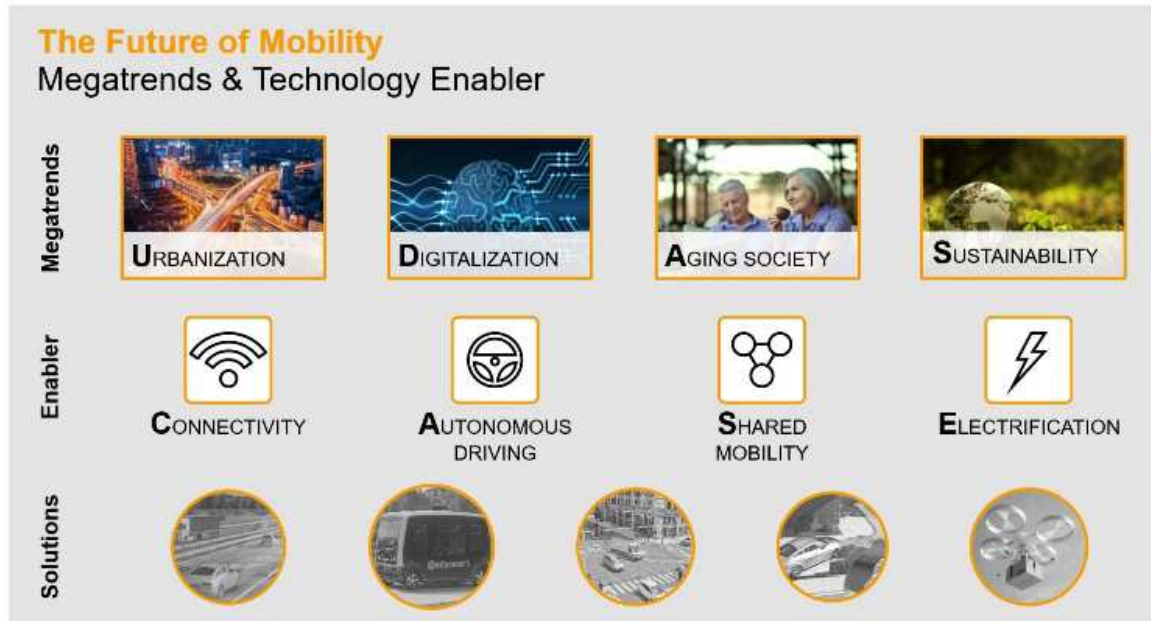 The Future of Mobility
Megatrends & Technology Enabler
Megatrends
URBANIZATION
DIGITALIZATION
AGING SOCIETY
SUSTAINABILITY
Enabler
CONNECTIVITY
AUTONOMOUS
DRIVING
SHARED
MOBILITY
ELECTRIFICATION
Solutions